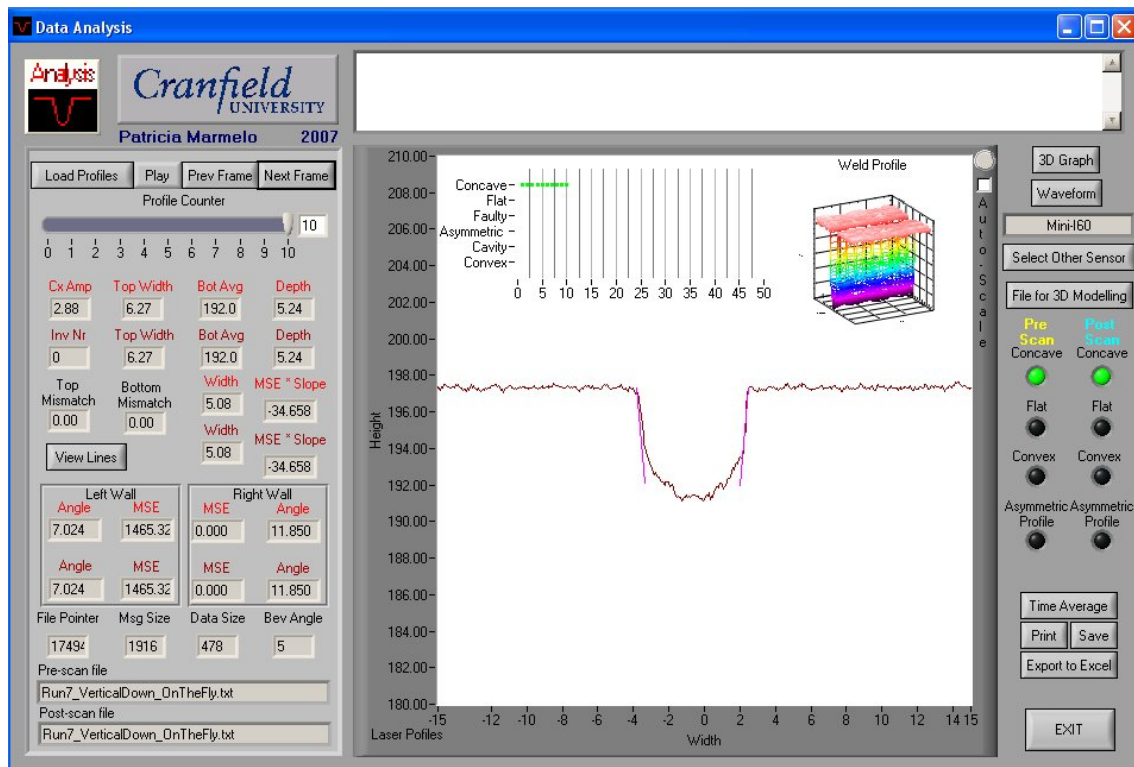 Data Analysis
Analysis
Cranfield
UNIVERSITY
Patricia Marmelo 2007
Load Profiles Play Prev Frame Next Frame
Profile Counter
10
0 1 2 3 4 5 6 7 8 9 10
Cx Amp Top Width Bot Avg Depth
2.88 6.27 192.0 5.24
Inv Nr Top Width Bot Avg Depth
0 6.27 192.0 5.24
Top Mismatch Bottom Mismatch Width MSE * Slope
0.00 0.00 5.08 -34.658
Width MSE * Slope
View Lines 5.08 -34.658
Left Wall Right Wall
Angle MSE MSE Angle
7.024 1465.32 0.000 11.850
Angle MSE MSE Angle
7.024 1465.32 0.000 11.850
File Pointer Msg Size Data Size Bev Angle
17494 1916 478 5
Pre-scan file
Run7_VerticalDown_OnTheFly.txt
Post-scan file
Run7_VerticalDown_OnTheFly.txt
210.00
208.00
206.00
204.00
202.00
200.00
198.00
196.00
194.00
192.00
190.00
188.00
186.00
184.00
182.00
180.00
Height
-15 -12 -10 -8 -6 -4 -2 0 2 4 6 8 10 12 14 15
Width
Laser Pofiles
Concave
Flat
Faulty
Asymmetric
Cavity
Convex
0 5 10 15 20 25 30 35 40 45 50
Weld Profile
Auto-Scale
3D Graph
Waveform
Mini-I60
Select Other Sensor
File for 3D Modelling
Pre Scan Post Scan
Concave Concave
Flat Flat
Convex Convex
Asymmetric Profile Asymmetric Profile
Time Average
Print Save
Export to Excel
EXIT